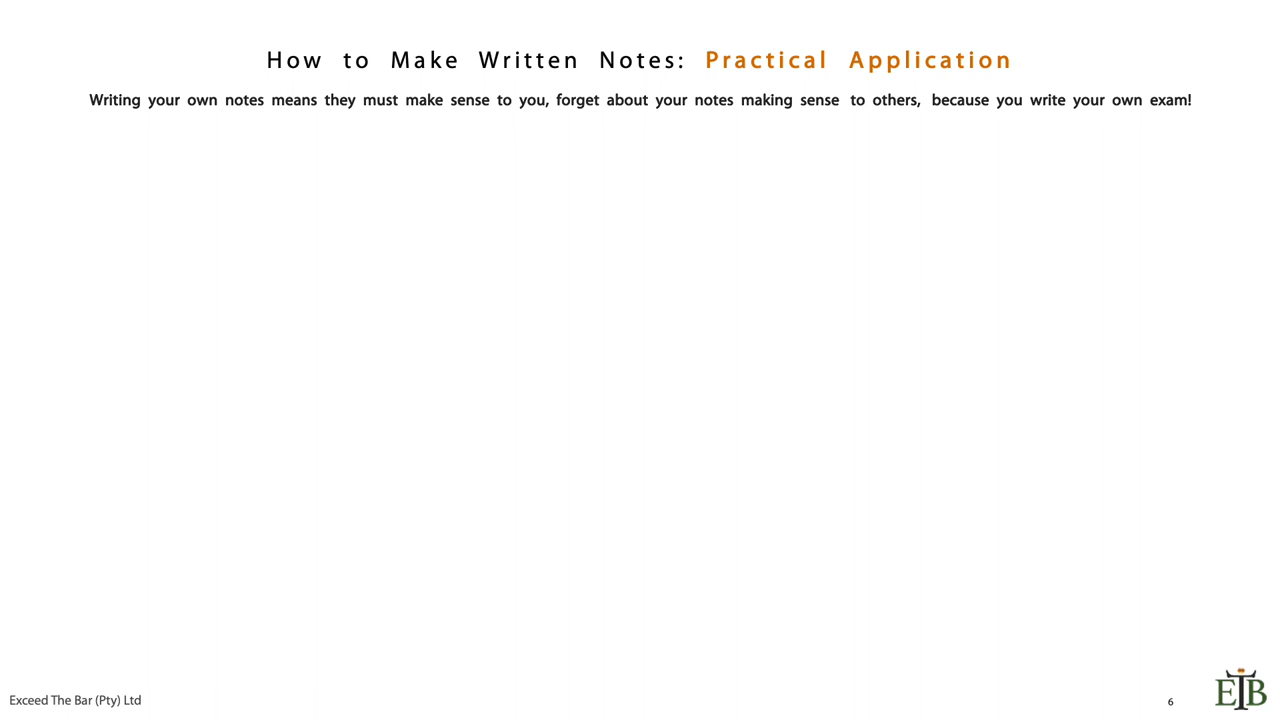 How to Make Written Notes: Practical Application
Writing your own notes means they must make sense to you, forget about your notes making sense to others, because you write your own exam!
Exceed The Bar (Pty) Ltd
6
ETB